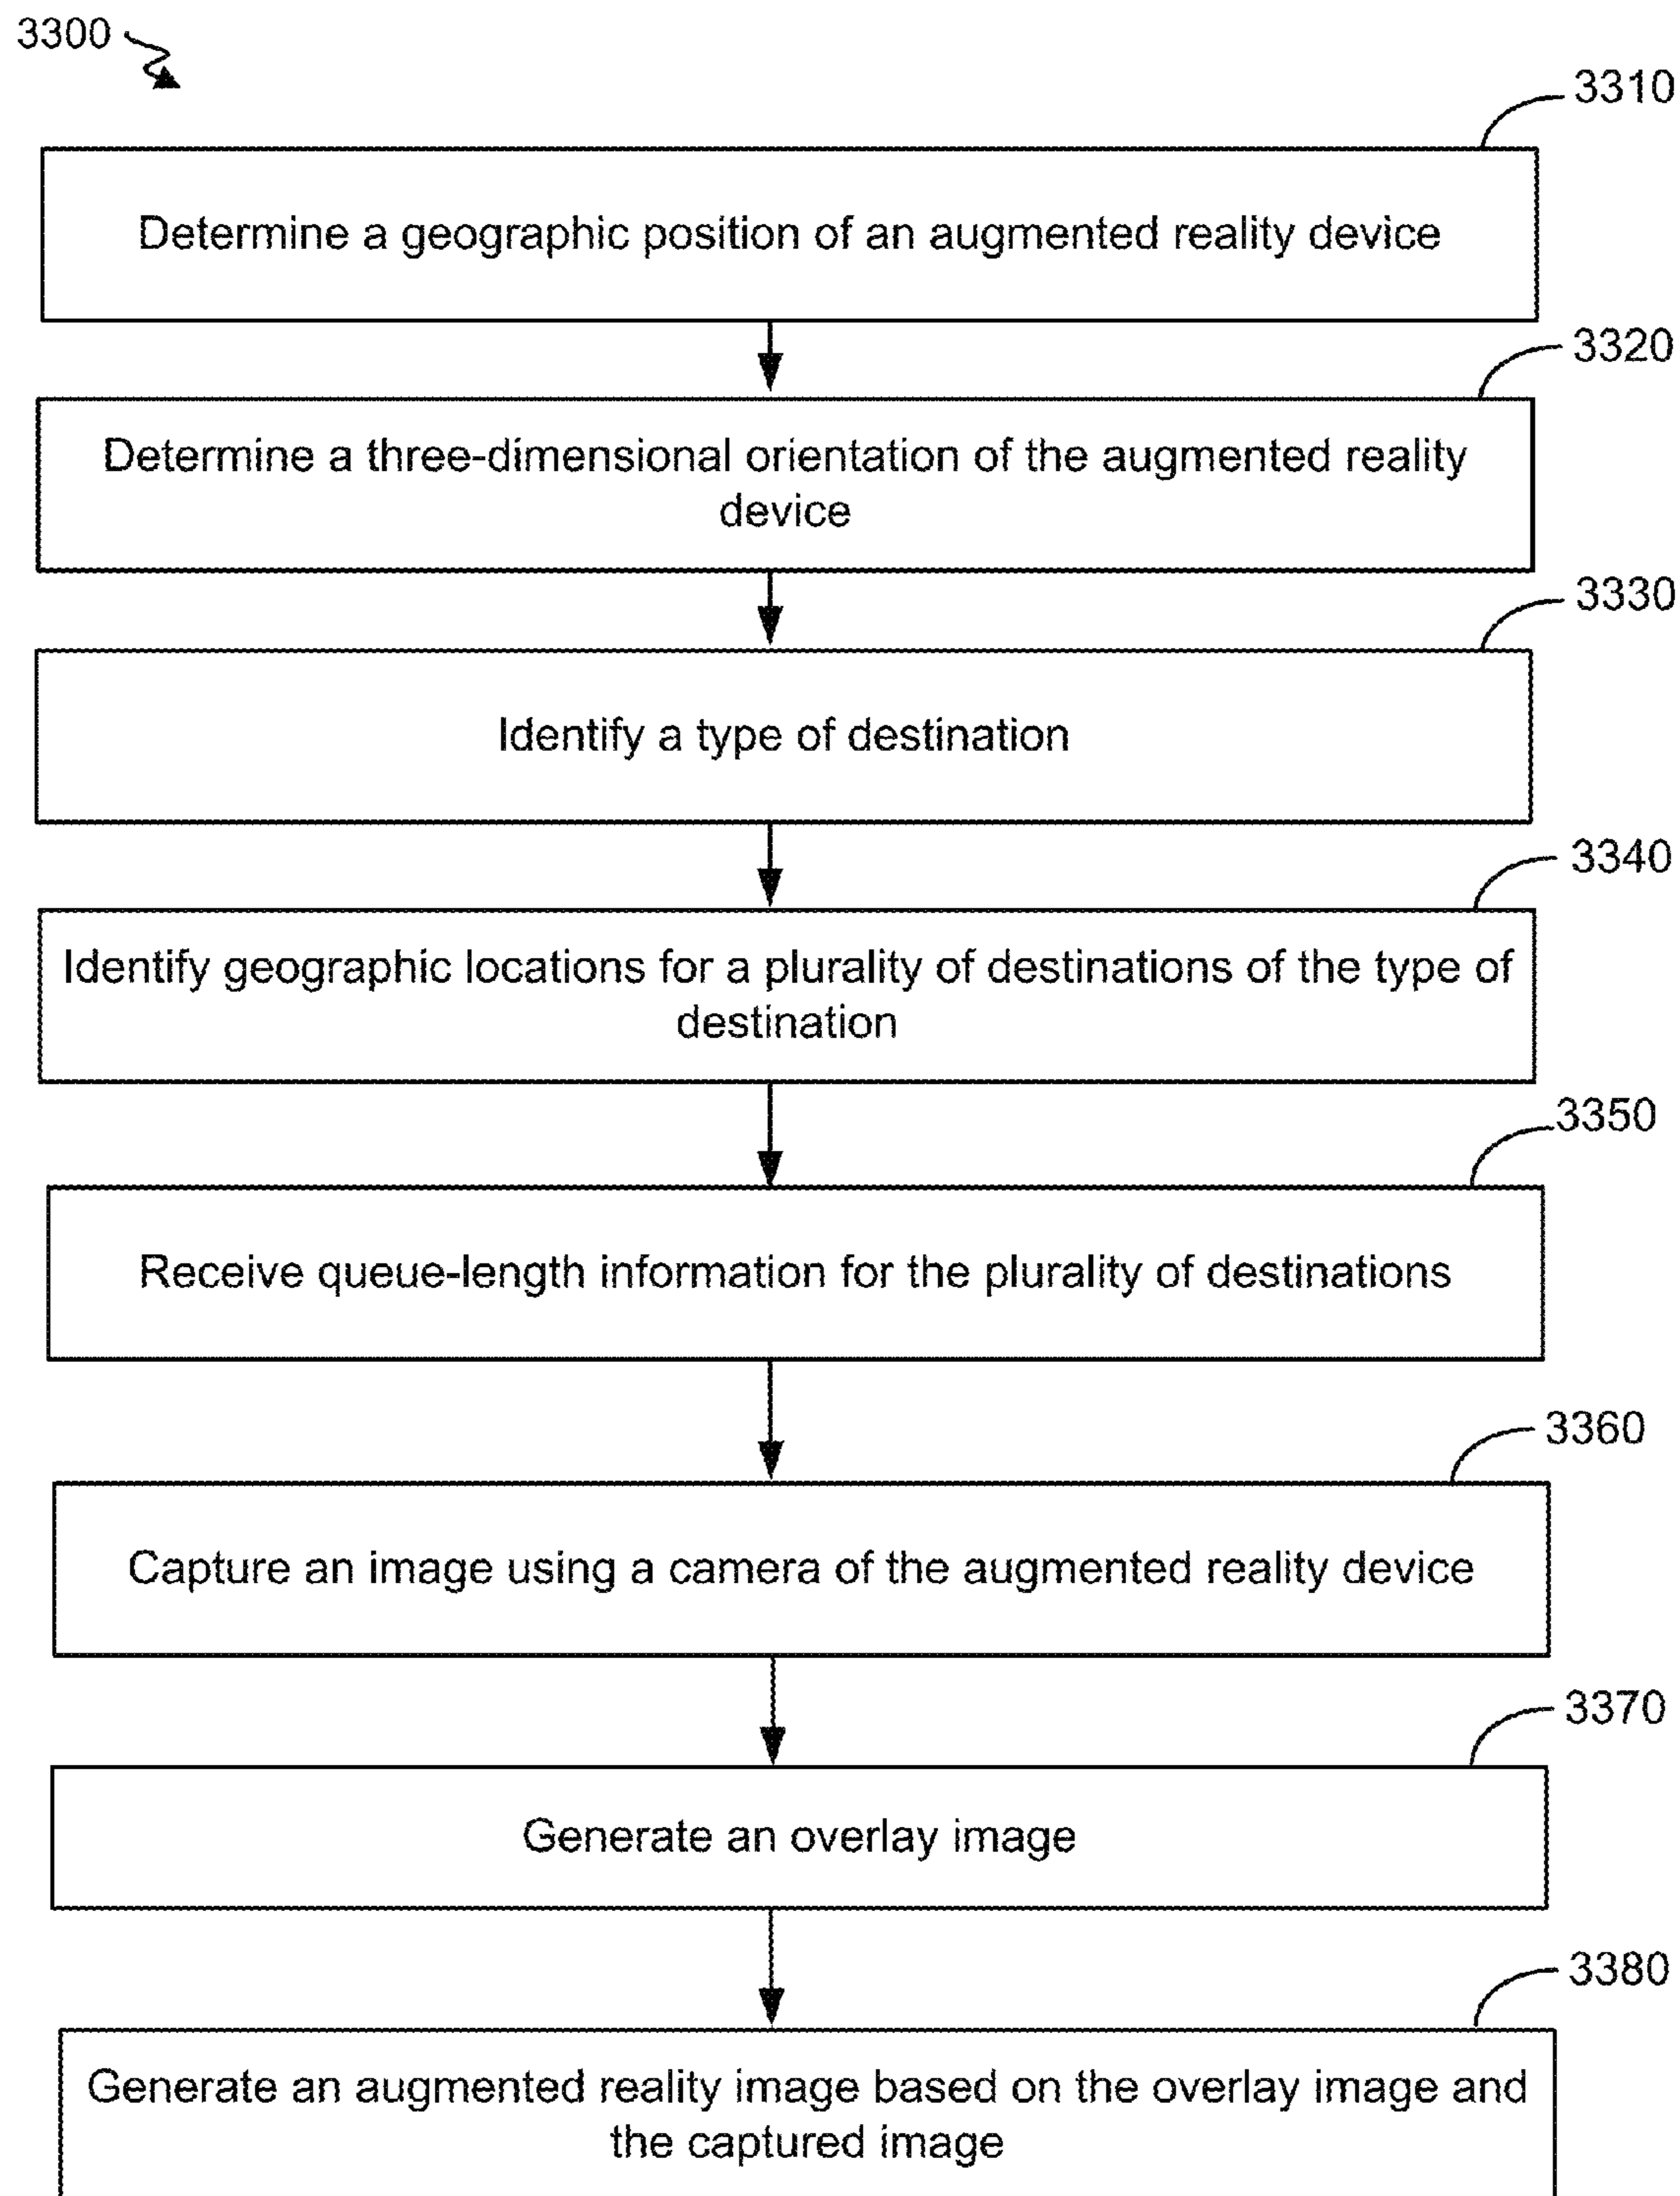 3300
3310
Determine a geographic position of an augmented reality device
3320
Determine a three-dimensional orientation of the augmented reality
device
3330
Identify a type of destination
3340
Identify geographic locations for a plurality of destinations of the type of
destination
3350
Receive queue-length information for the plurality of destinations
3360
Capture an image using a camera of the augmented reality device
3370
Generate an overlay image
3380
Generate an augmented reality image based on the overlay image and
the captured image